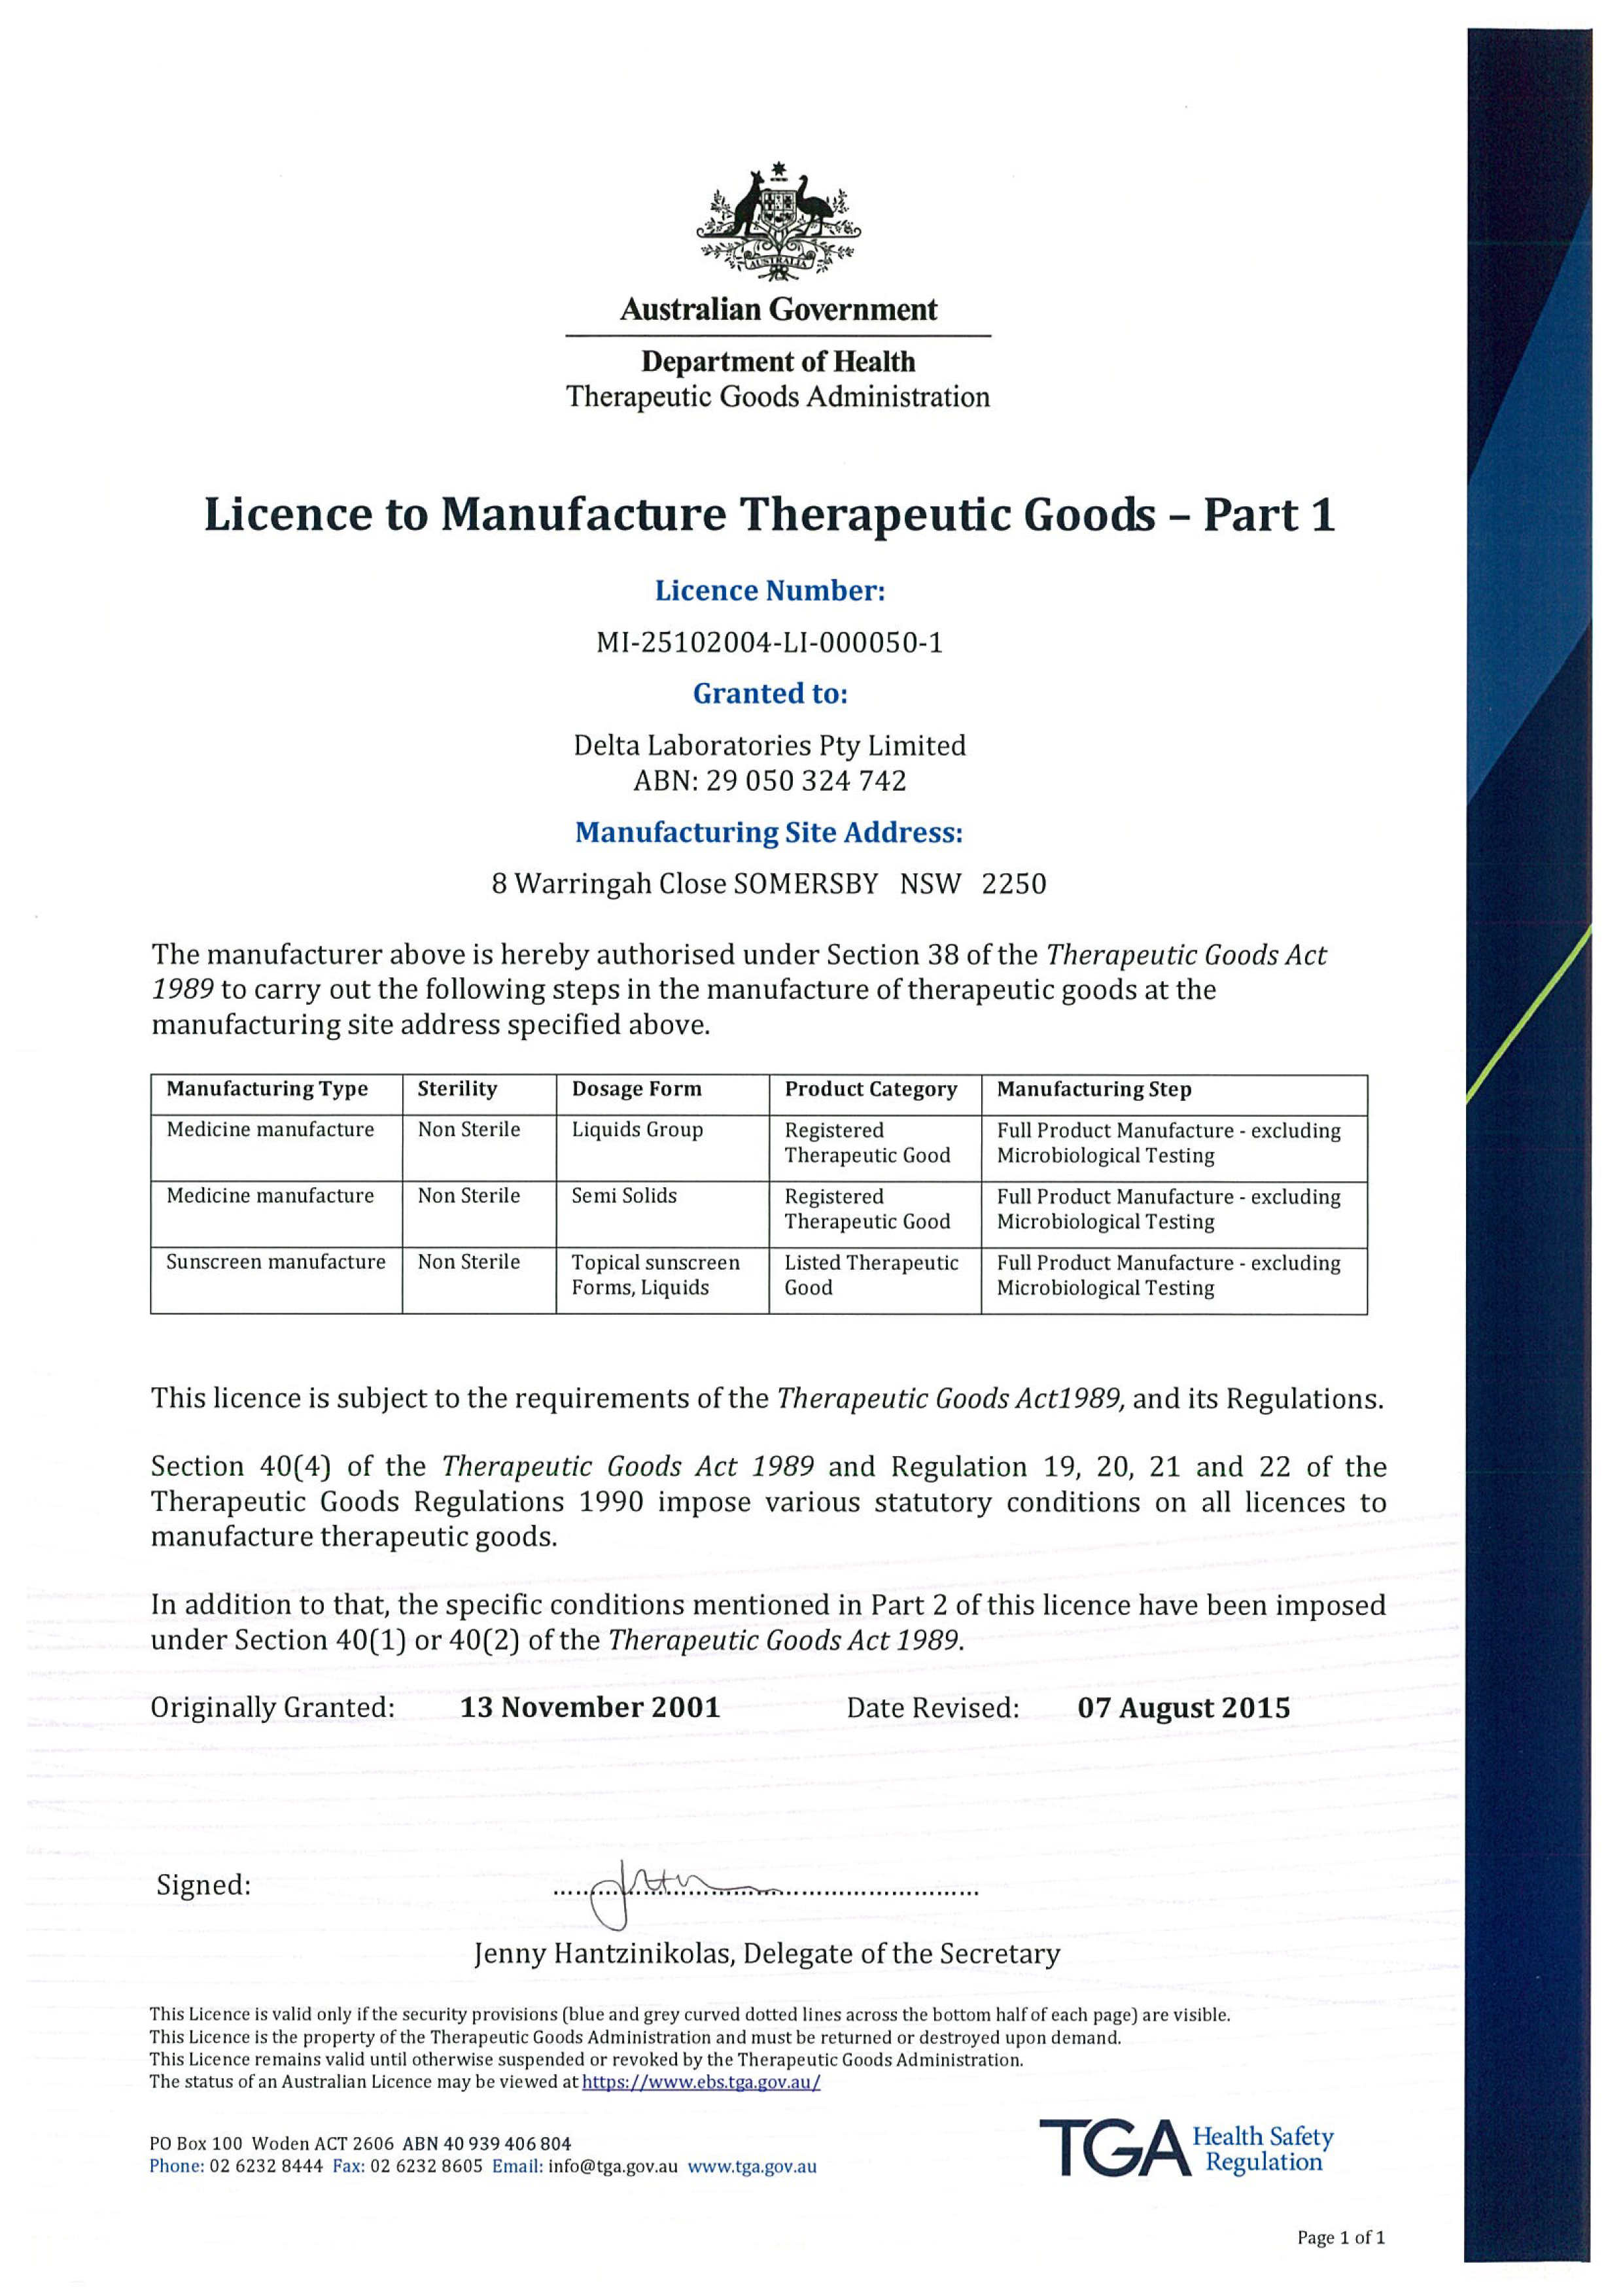 AUSTRALIA
Australian Government
Department of Health
Therapeutic Goods Administration
Licence to Manufacture Therapeutic Goods – Part 1
Licence Number:
MI-25102004-LI-000050-1
Granted to:
Delta Laboratories Pty Limited
ABN: 29 050 324 742
Manufacturing Site Address:
8 Warringah Close SOMERSBY NSW 2250
The manufacturer above is hereby authorised under Section 38 of the Therapeutic Goods Act
1989 to carry out the following steps in the manufacture of therapeutic goods at the
manufacturing site address specified above.
Manufacturing Type Sterility Dosage Form Product Category Manufacturing Step
Medicine manufacture Non Sterile Liquids Group Registered Full Product Manufacture - excluding
Therapeutic Good Microbiological Testing
Medicine manufacture Non Sterile Semi Solids Registered Full Product Manufacture - excluding
Therapeutic Good Microbiological Testing
Sunscreen manufacture Non Sterile Topical sunscreen Listed Therapeutic Full Product Manufacture - excluding
Forms, Liquids Good Microbiological Testing
This licence is subject to the requirements of the Therapeutic Goods Act1989, and its Regulations.
Section 40(4) of the Therapeutic Goods Act 1989 and Regulation 19, 20, 21 and 22 of the
Therapeutic Goods Regulations 1990 impose various statutory conditions on all licences to
manufacture therapeutic goods.
In addition to that, the specific conditions mentioned in Part 2 of this licence have been imposed
under Section 40(1) or 40(2) of the Therapeutic Goods Act 1989.
Originally Granted: 13 November 2001 Date Revised: 07 August 2015
Signed:
Jenny Hantzinikolas, Delegate of the Secretary
This Licence is valid only if the security provisions (blue and grey curved dotted lines across the bottom half of each page) are visible.
This Licence is the property of the Therapeutic Goods Administration and must be returned or destroyed upon demand.
This Licence remains valid until otherwise suspended or revoked by the Therapeutic Goods Administration.
The status of an Australian Licence may be viewed at https://www.ebs.tga.gov.au/
PO Box 100 Woden ACT 2606 ABN 40 939 406 804
Phone: 02 6232 8444 Fax: 02 6232 8605 Email: info@tga.gov.au www.tga.gov.au
TGA Health Safety
Regulation
Page 1 of 1